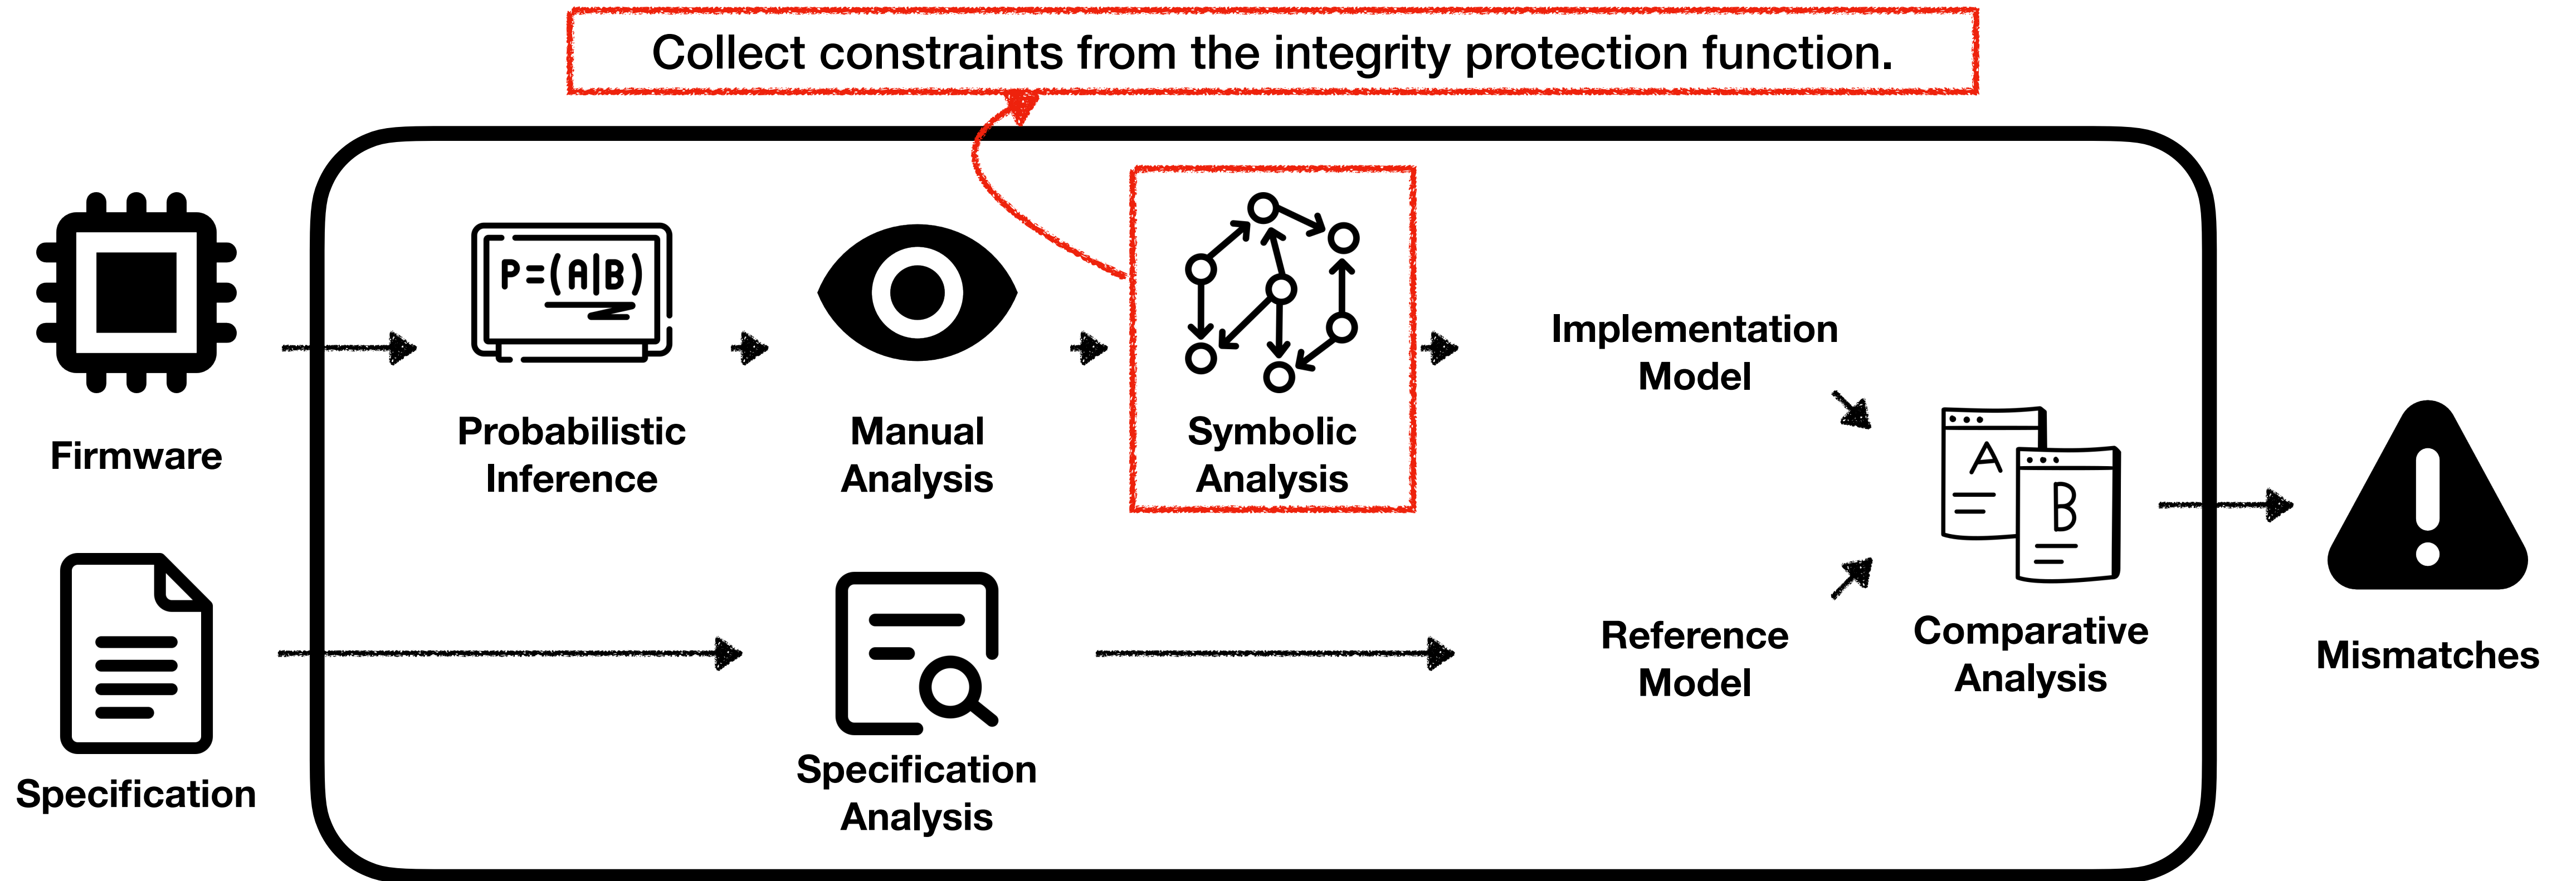 Collect constraints from the integrity protection function.
P=(A|B)
Firmware
Probabilistic
Inference
Manual
Analysis
Symbolic
Analysis
Implementation
Model
A
B
Specification
Specification
Analysis
Reference
Model
Comparative
Analysis
Mismatches